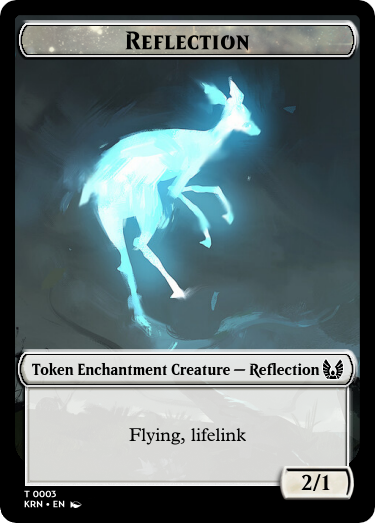 Reflection
Token Enchantment Creature — Reflection
Flying, lifelink
2/1
T 0003
KRN • EN